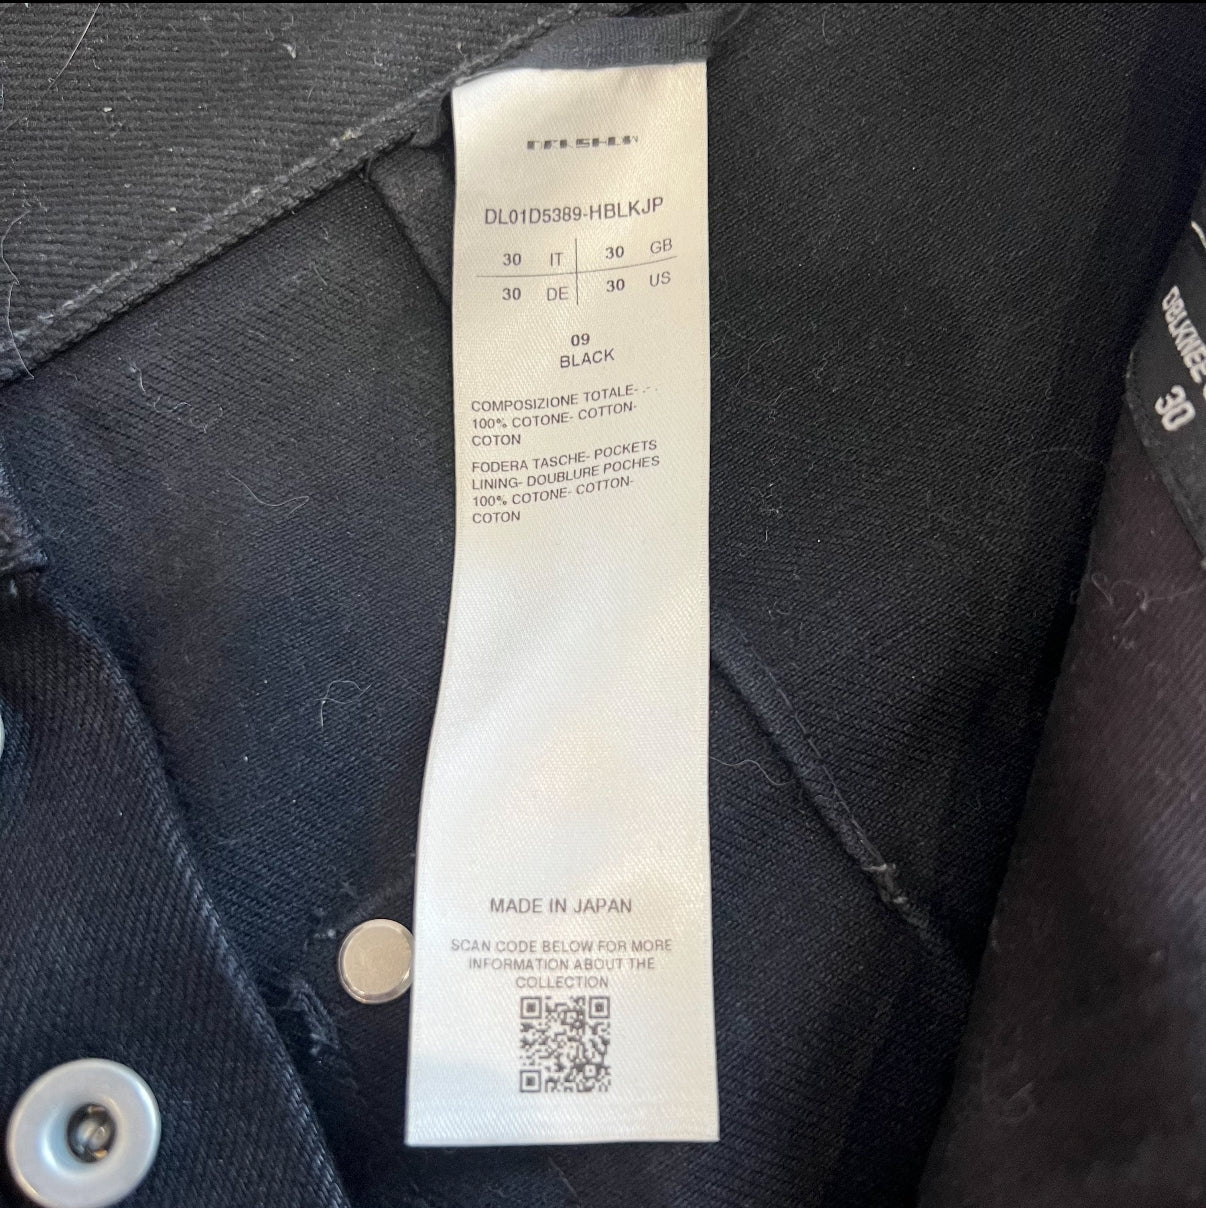 DRKSHDW
DL01D5389-HBLKJP
30 IT 30 GB
30 DE 30 US
09
BLACK
COMPOSIZIONE TOTALE-
100% COTONE- COTTON-
COTON
FODERA TASCHE- POCKETS
LINING- DOUBLURE POCHES
100% COTONE- COTTON-
COTON
MADE IN JAPAN
SCAN CODE BELOW FOR MORE
INFORMATION ABOUT THE
COLLECTION
30